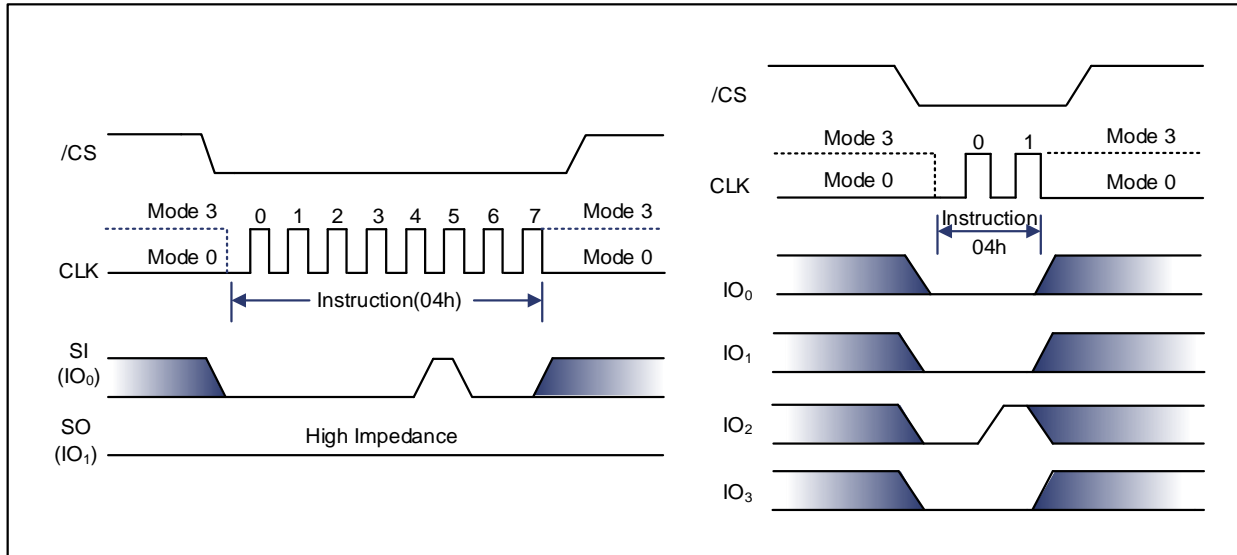 /CS
Mode 3
0 1 2 3 4 5 6 7
Mode 3
Mode 0
Mode 0
CLK
Instruction(04h)
SI
(IO₀)
SO
(IO₁)
High Impedance
/CS
Mode 3
0 1
Mode 3
CLK
Mode 0
Mode 0
Instruction
04h
IO₀
IO₁
IO₂
IO₃